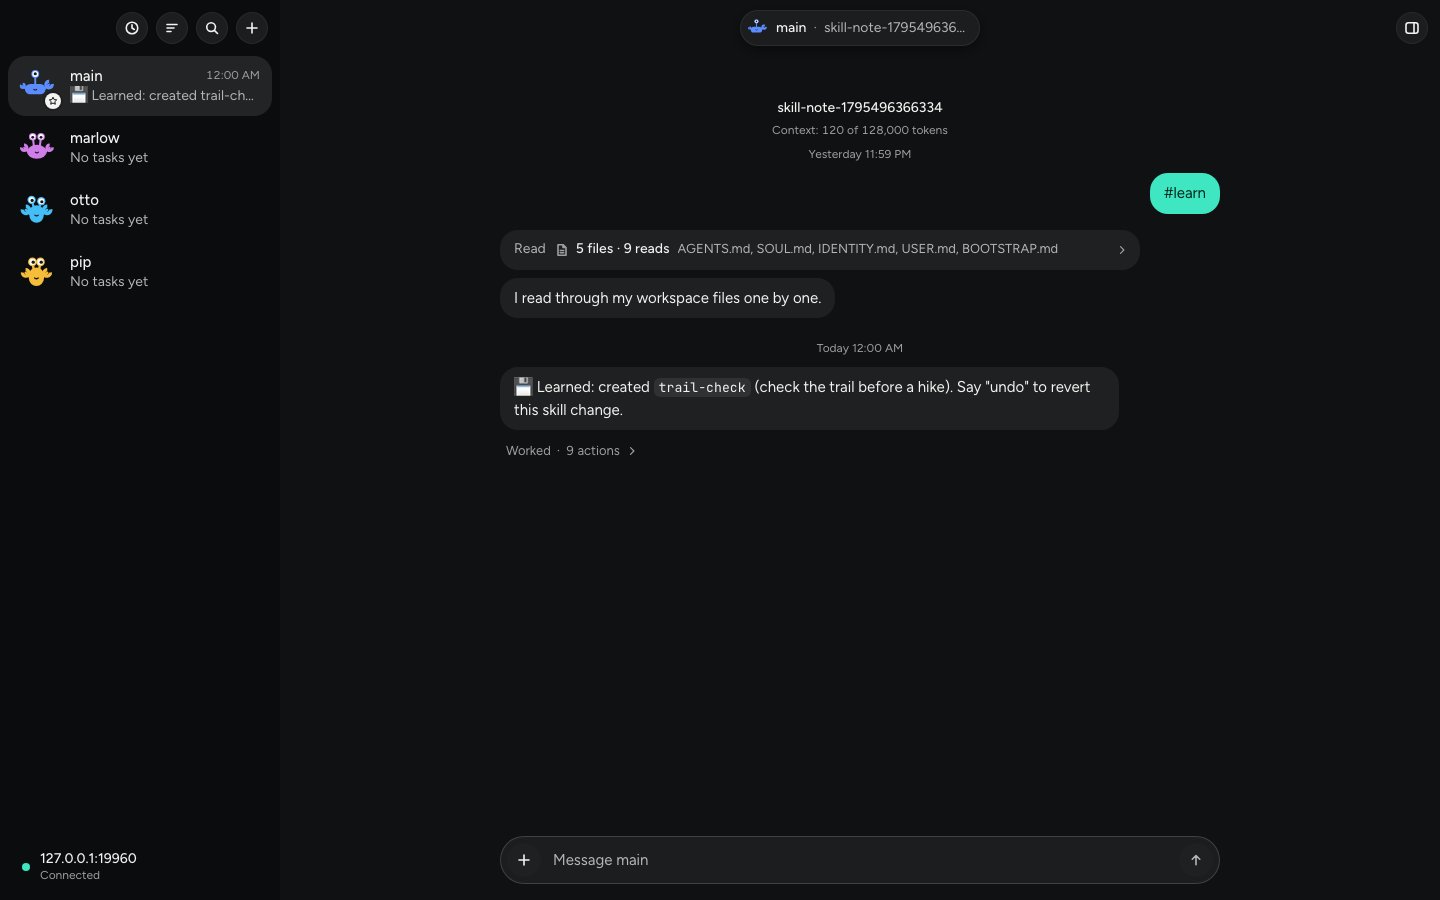 main · skill-note-179549636...
main 12:00 AM
💾 Learned: created trail-ch...
marlow
No tasks yet
otto
No tasks yet
pip
No tasks yet
127.0.0.1:19960
Connected
skill-note-1795496366334
Context: 120 of 128,000 tokens
Yesterday 11:59 PM
#learn
Read 5 files · 9 reads AGENTS.md, SOUL.md, IDENTITY.md, USER.md, BOOTSTRAP.md
I read through my workspace files one by one.
Today 12:00 AM
💾 Learned: created trail-check (check the trail before a hike). Say "undo" to revert
this skill change.
Worked · 9 actions
Message main